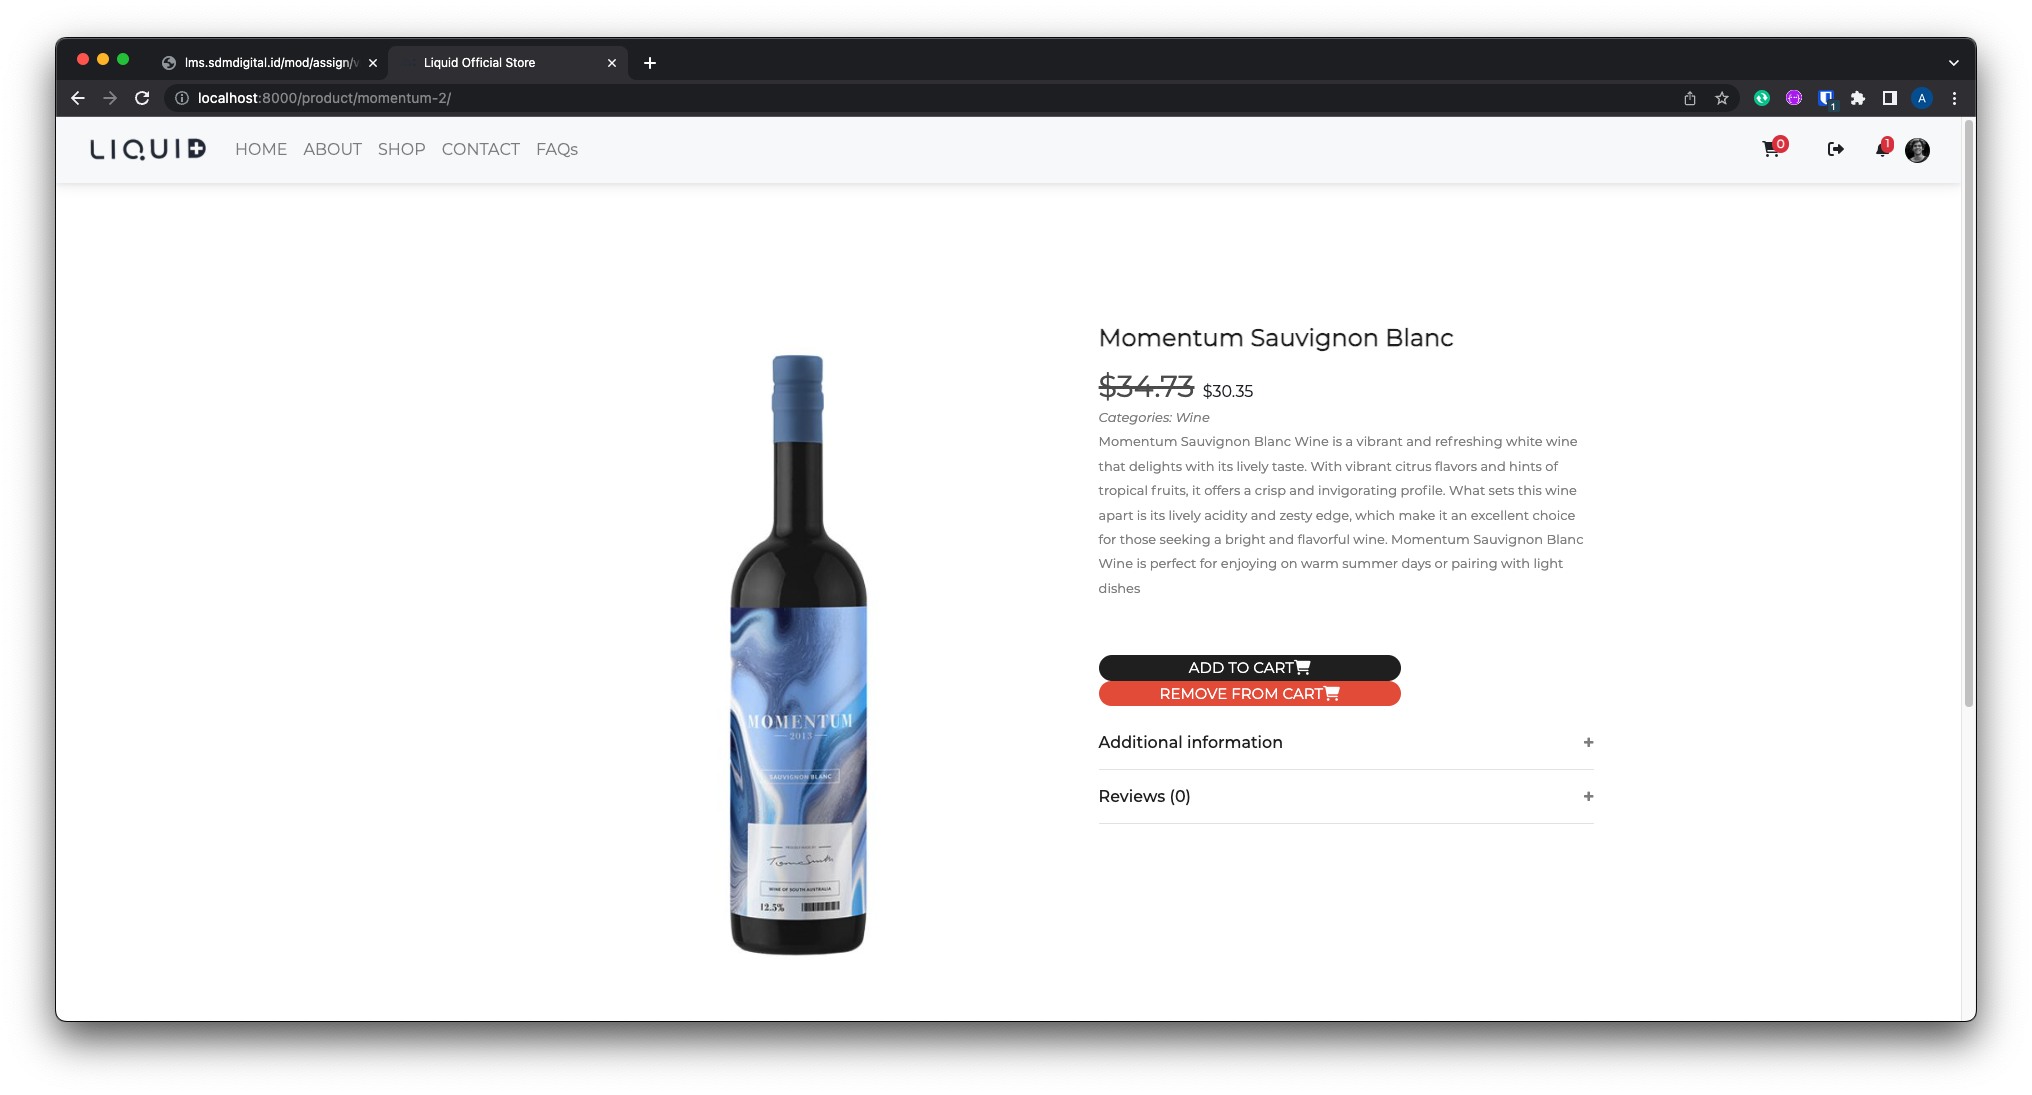 lms.sdmdigital.id/mod/assign/v
Liquid Official Store
localhost:8000/product/momentum-2/
1
A
LIQUID
HOME ABOUT SHOP CONTACT FAQs
0
1
Momentum Sauvignon Blanc
$34.73 $30.35
Categories: Wine
Momentum Sauvignon Blanc Wine is a vibrant and refreshing white wine
that delights with its lively taste. With vibrant citrus flavors and hints of
tropical fruits, it offers a crisp and invigorating profile. What sets this wine
apart is its lively acidity and zesty edge, which make it an excellent choice
for those seeking a bright and flavorful wine. Momentum Sauvignon Blanc
Wine is perfect for enjoying on warm summer days or pairing with light
dishes
ADD TO CART
REMOVE FROM CART
Additional information +
Reviews (0) +
MOMENTUM
2013
SAUVIGNON BLANC
WINE OF SOUTH AUSTRALIA
12.5%